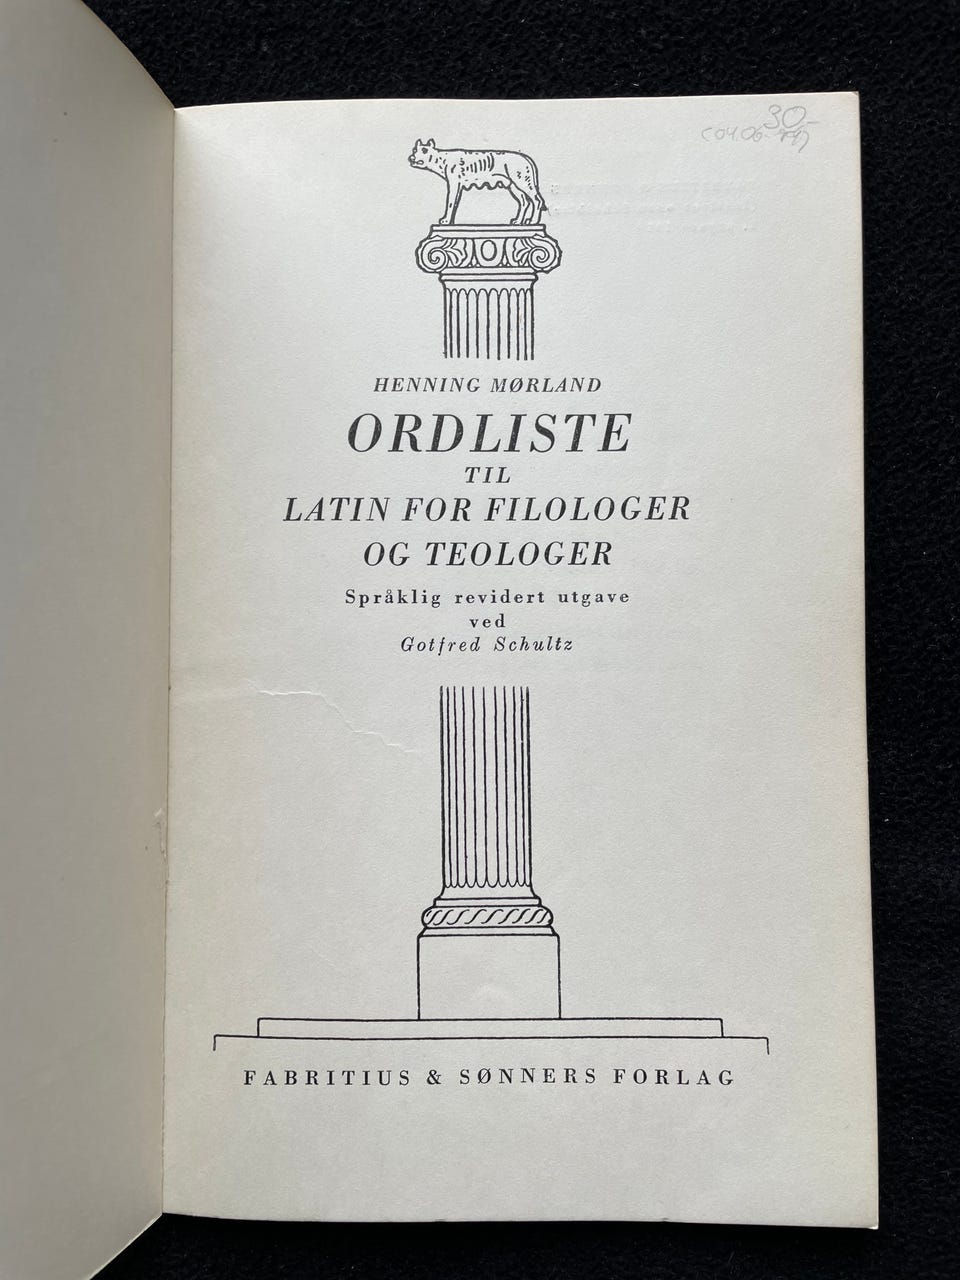 30,-
HENNING MØRLAND
ORDLISTE
TIL
LATIN FOR FILOLOGER
OG TEOLOGER
Språklig revidert utgave
ved
Gotfred Schultz
FABRITIUS & SØNNERS FORLAG